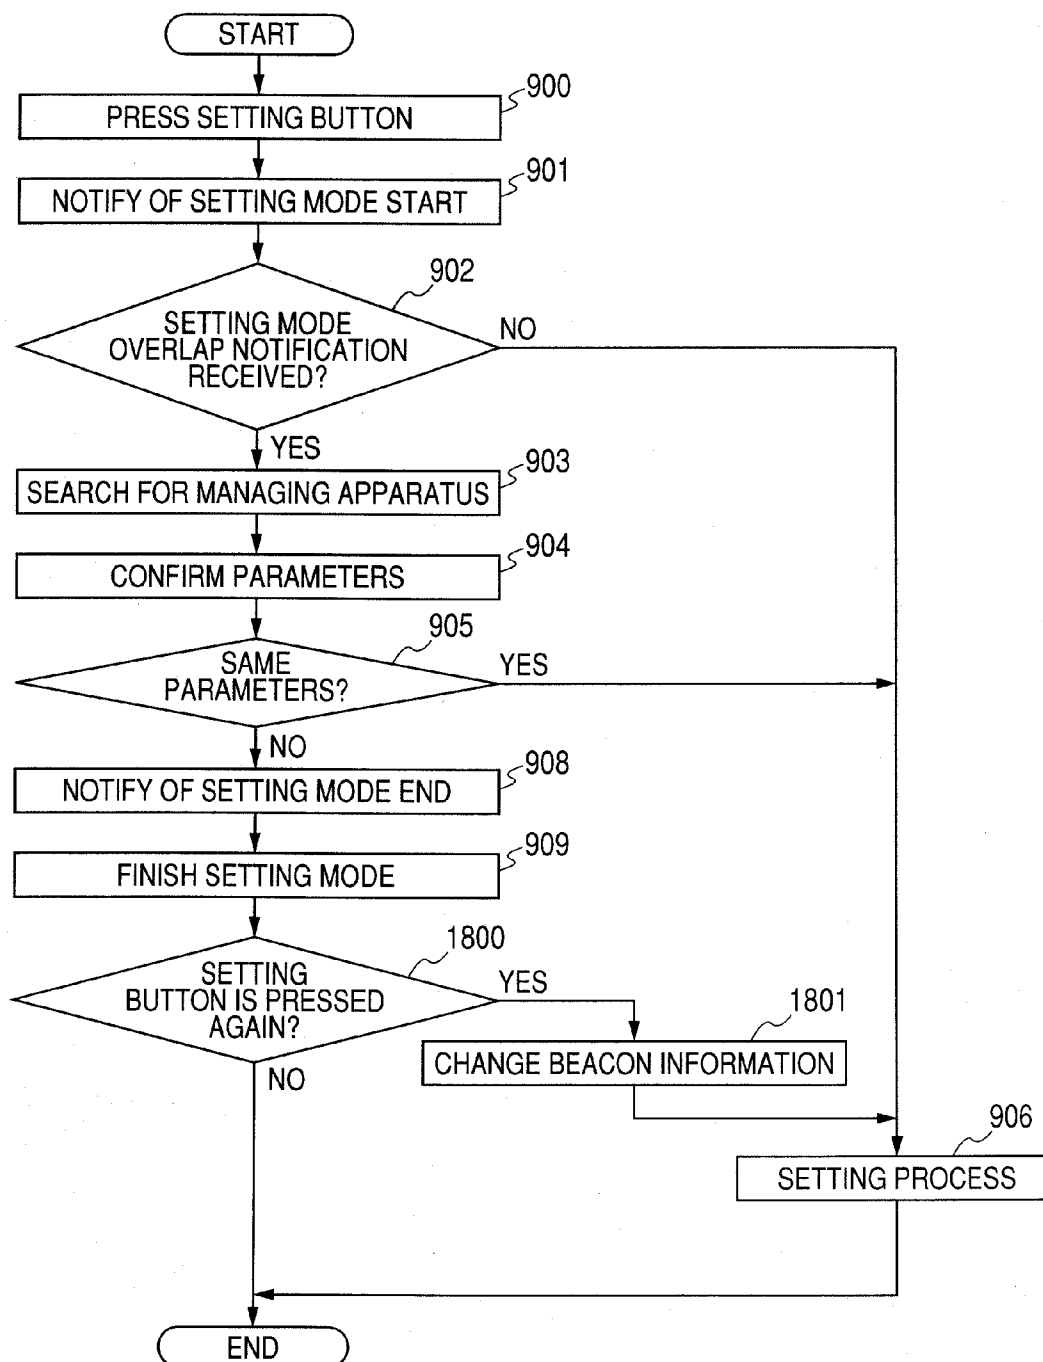 START
900
PRESS SETTING BUTTON
901
NOTIFY OF SETTING MODE START
902
SETTING MODE
OVERLAP NOTIFICATION
RECEIVED?
NO
YES
903
SEARCH FOR MANAGING APPARATUS
904
CONFIRM PARAMETERS
905
SAME
PARAMETERS?
YES
NO
908
NOTIFY OF SETTING MODE END
909
FINISH SETTING MODE
1800
SETTING
BUTTON IS PRESSED
AGAIN?
YES
1801
CHANGE BEACON INFORMATION
NO
906
SETTING PROCESS
END